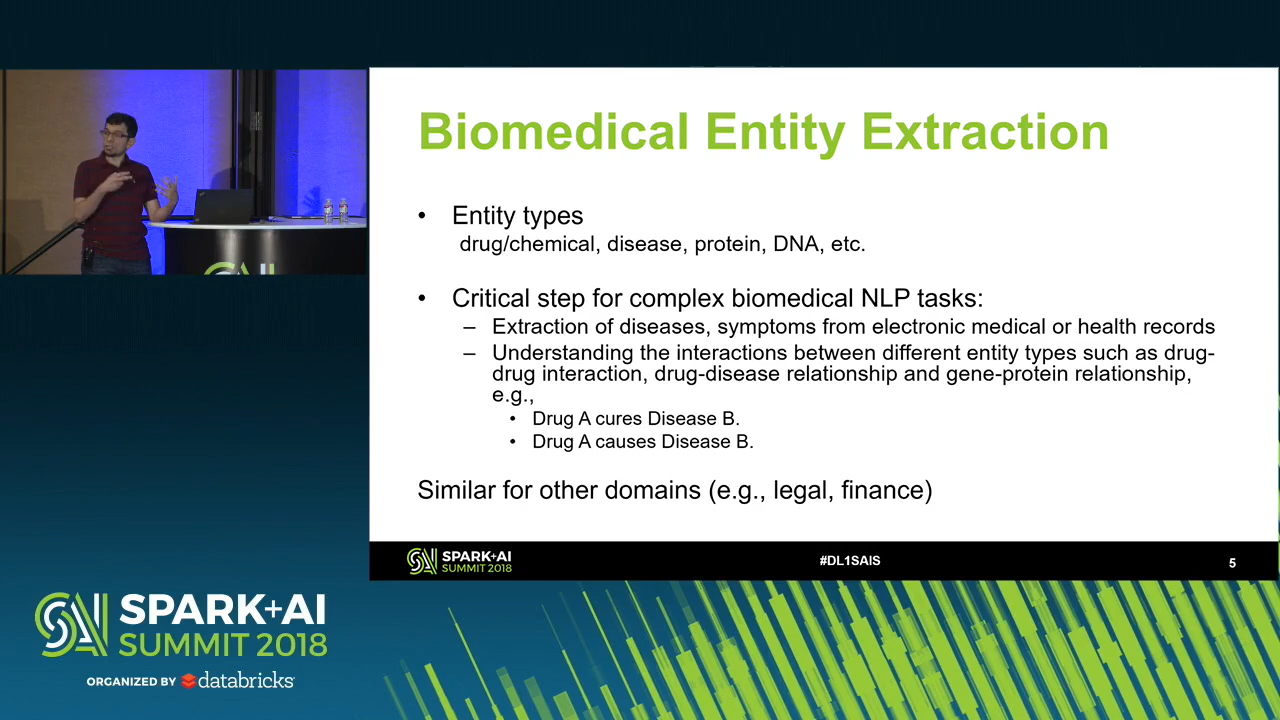 Biomedical Entity Extraction
• Entity types
drug/chemical, disease, protein, DNA, etc.
• Critical step for complex biomedical NLP tasks:
– Extraction of diseases, symptoms from electronic medical or health records
– Understanding the interactions between different entity types such as drug-
drug interaction, drug-disease relationship and gene-protein relationship,
e.g.,
• Drug A cures Disease B.
• Drug A causes Disease B.
Similar for other domains (e.g., legal, finance)
SPARK+AI
SUMMIT 2018
#DL1SAIS
5
SPARK+AI
SUMMIT 2018
ORGANIZED BY databricks